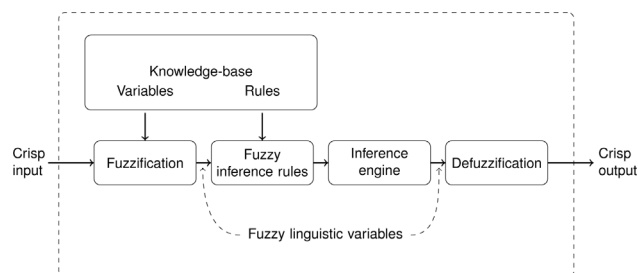 Knowledge-base
Variables
Rules
Crisp
input
Fuzzification
Fuzzy
inference rules
Inference
engine
Defuzzification
Crisp
output
Fuzzy linguistic variables